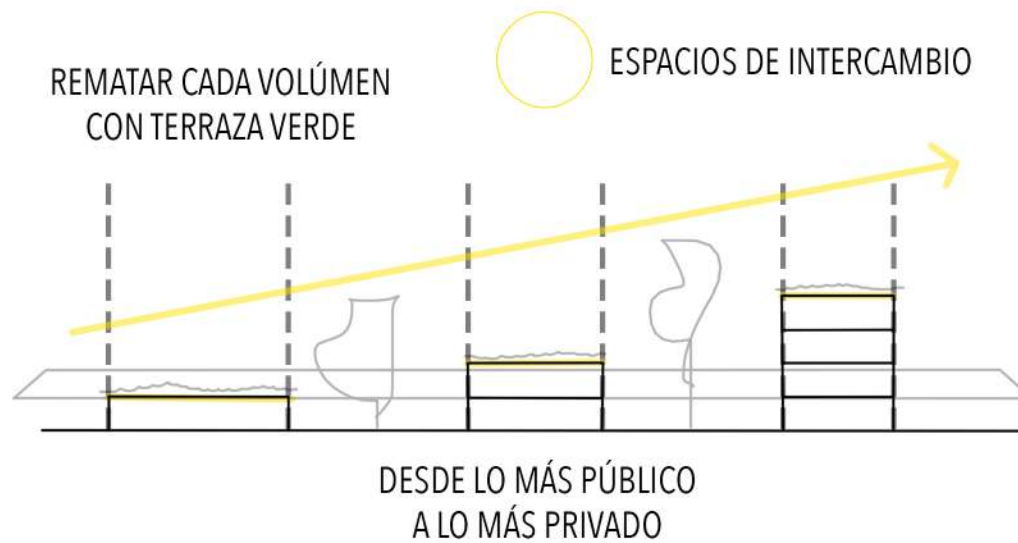 REMATAR CADA VOLÚMEN
CON TERRAZA VERDE
ESPACIOS DE INTERCAMBIO
DESDE LO MÁS PÚBLICO
A LO MÁS PRIVADO